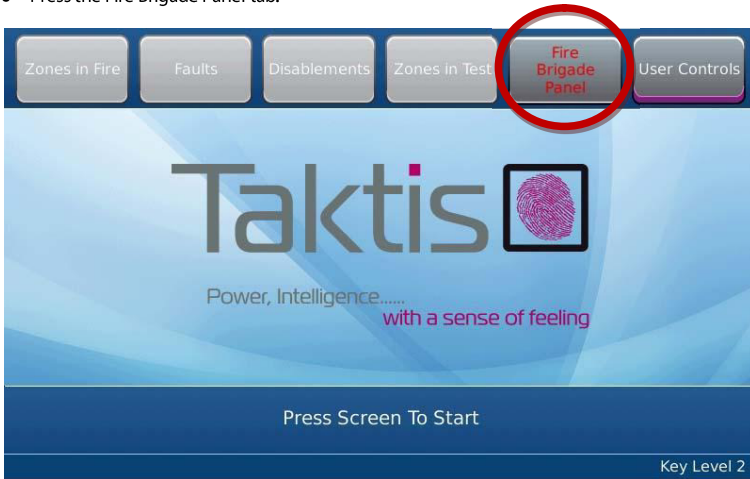 Press the Fire Brigade Panel tab.
Zones in Fire
Faults
Disablements
Zones in Test
Fire
Brigade
Panel
User Controls
Taktis
Power, Intelligence......
with a sense of feeling
Press Screen To Start
Key Level 2